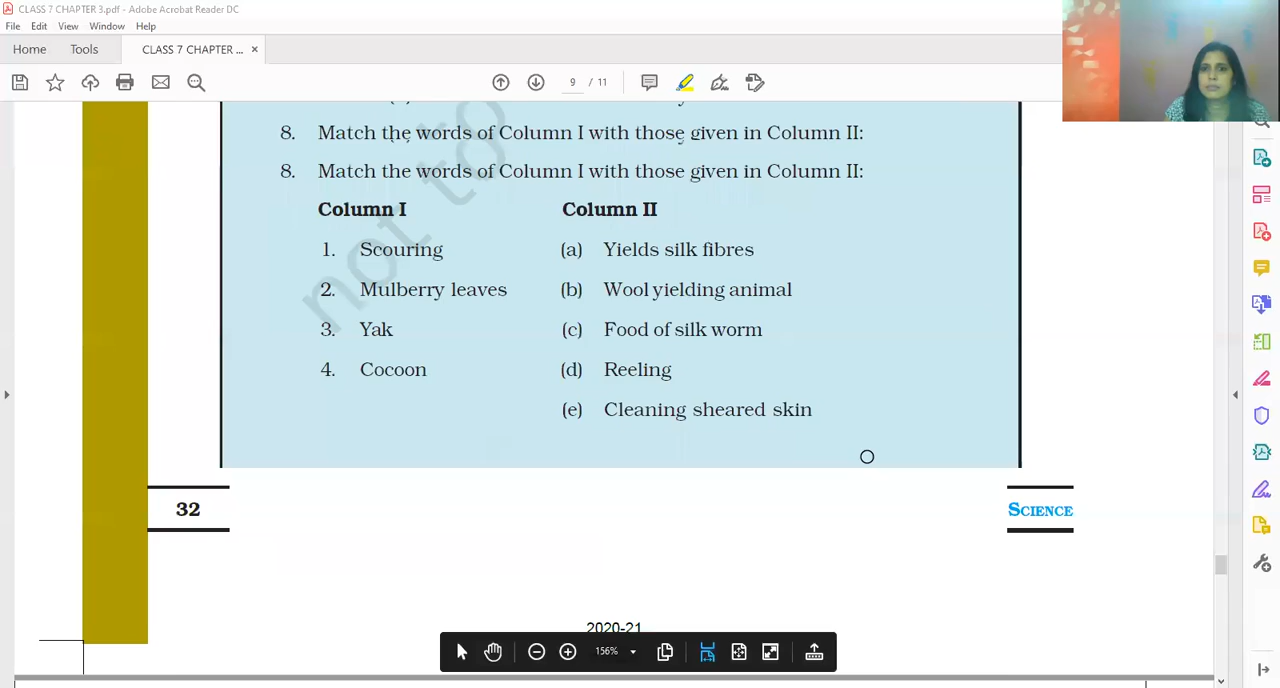 CLASS 7 CHAPTER 3.pdf - Adobe Acrobat Reader DC
File Edit View Window Help
Home Tools CLASS 7 CHAPTER ... ×
9 / 11
8. Match the words of Column I with those given in Column II:
8. Match the words of Column I with those given in Column II:
Column I Column II
1. Scouring (a) Yields silk fibres
2. Mulberry leaves (b) Wool yielding animal
3. Yak (c) Food of silk worm
4. Cocoon (d) Reeling
(e) Cleaning sheared skin
not to
32 SCIENCE
2020-21
156%